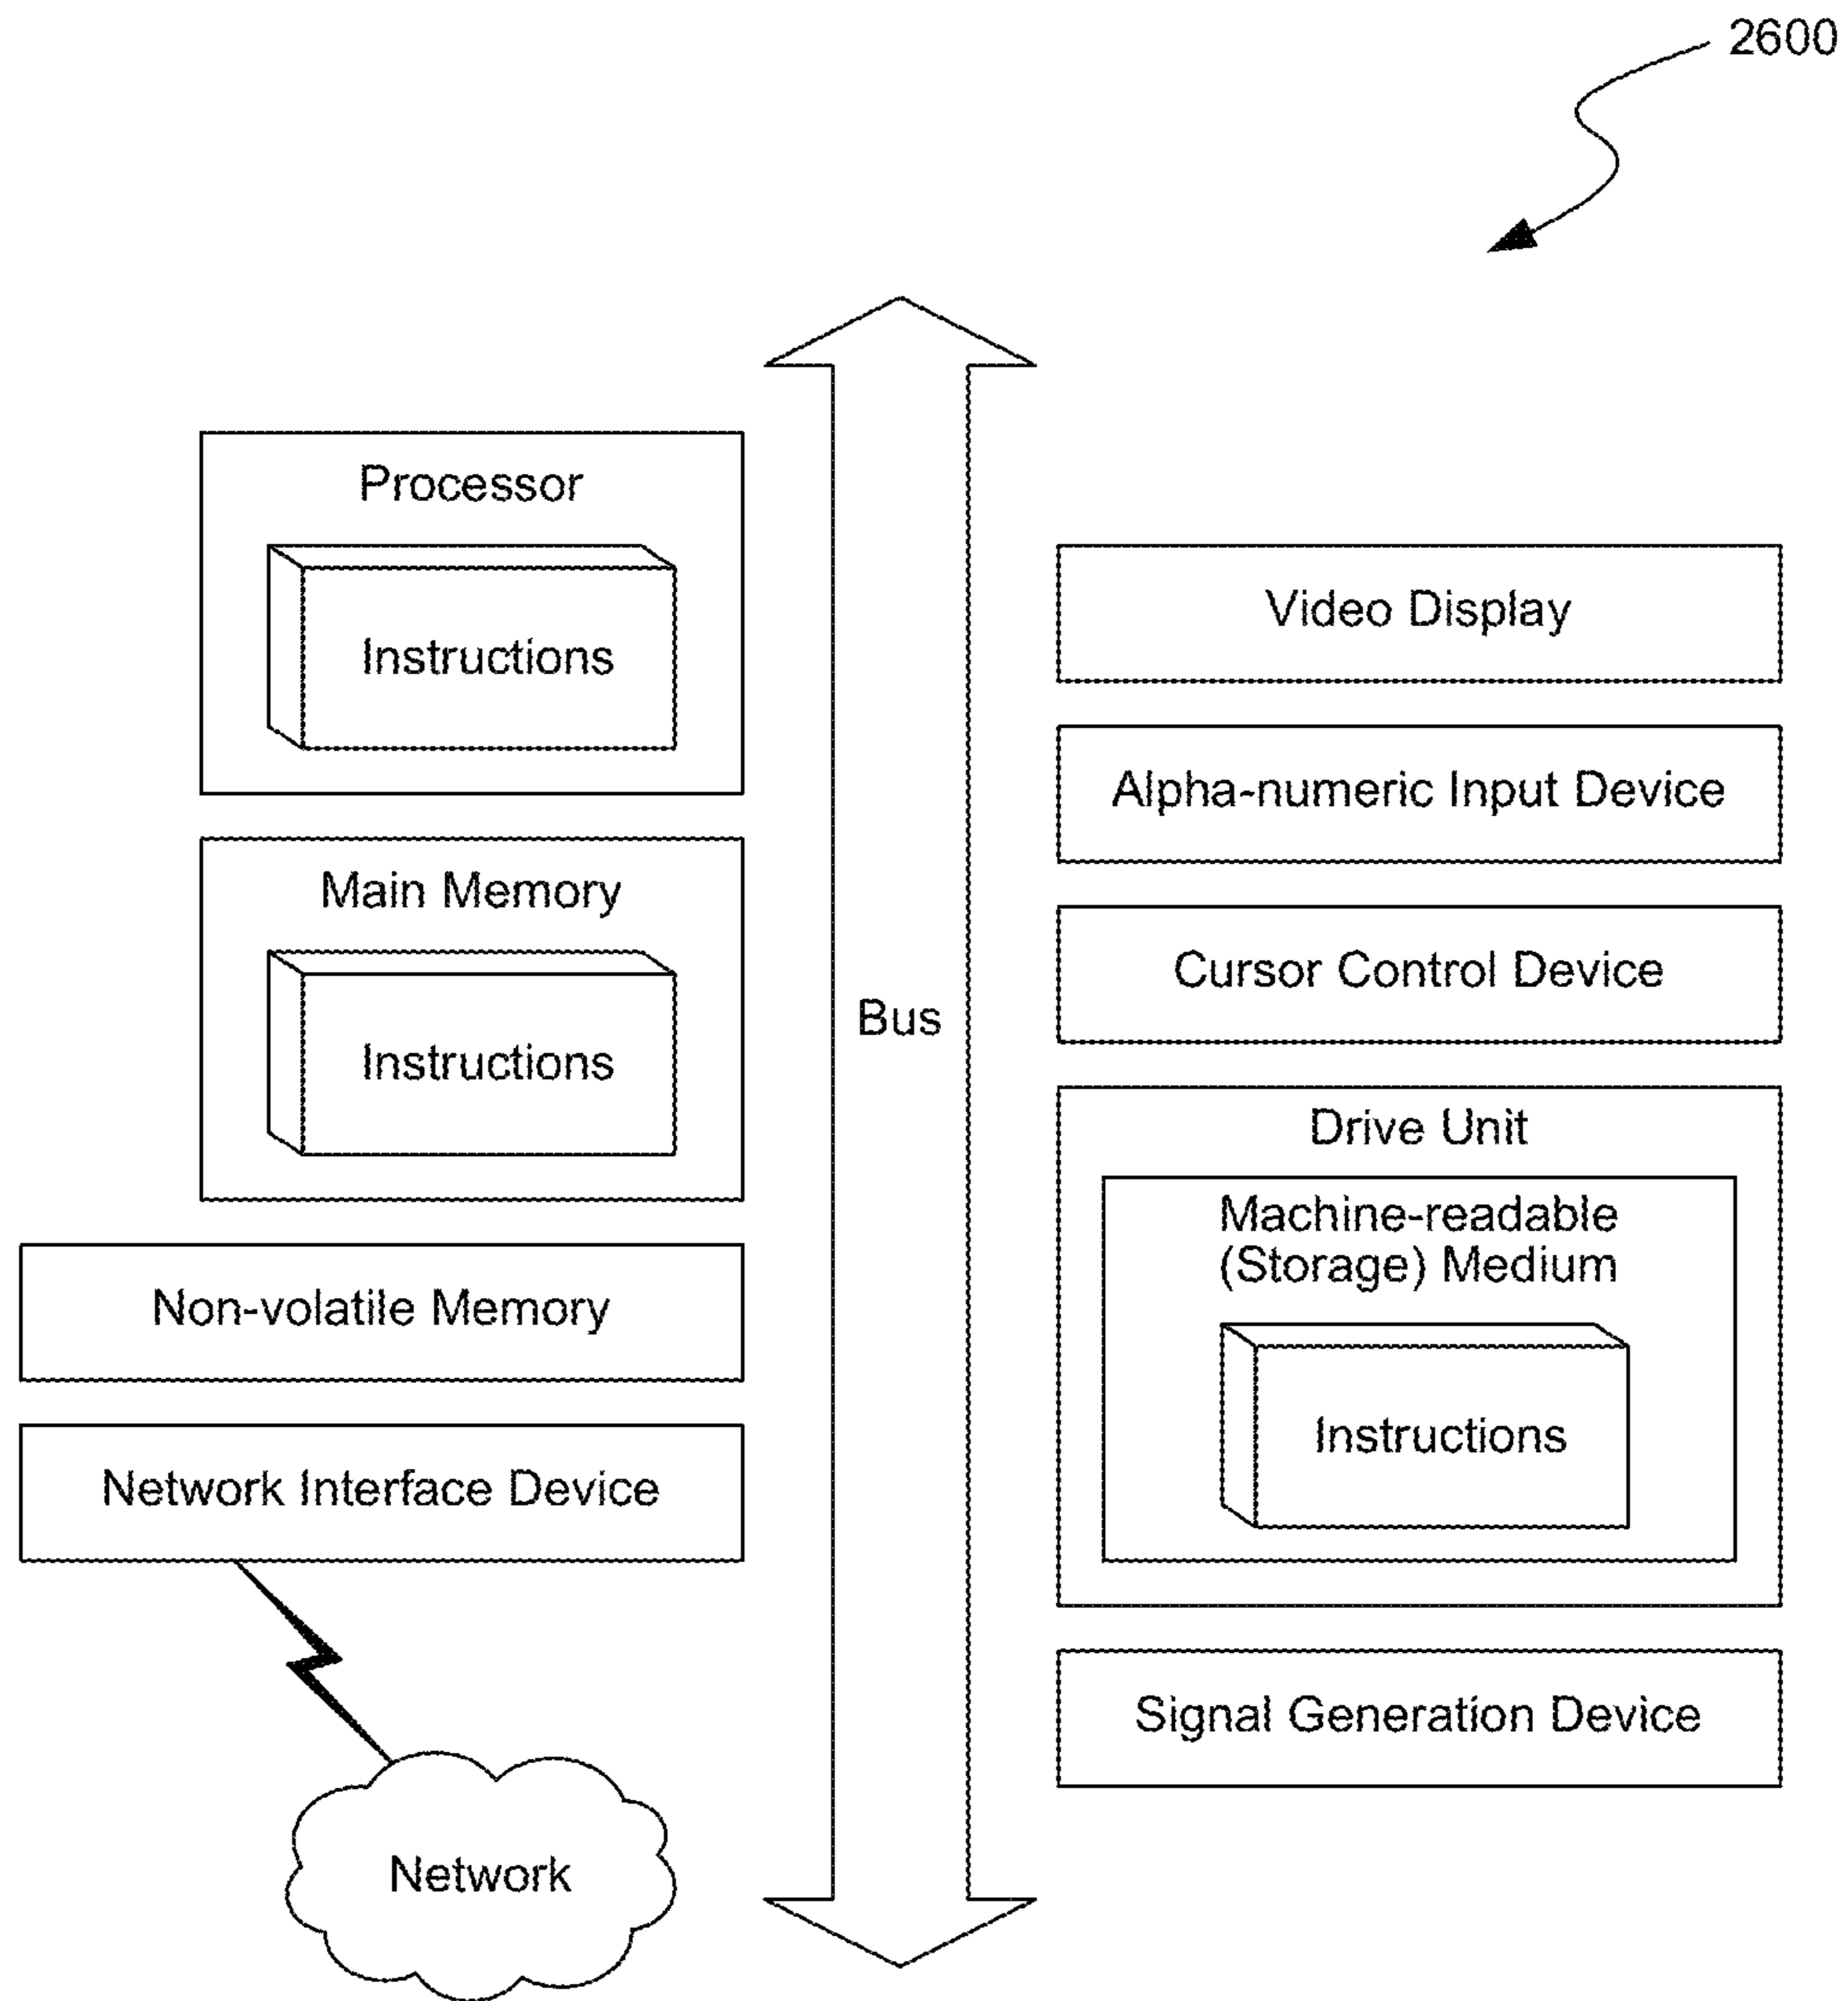 2600
Processor
Instructions
Main Memory
Instructions
Non-volatile Memory
Network Interface Device
Network
Bus
Video Display
Alpha-numeric Input Device
Cursor Control Device
Drive Unit
Machine-readable
(Storage) Medium
Instructions
Signal Generation Device